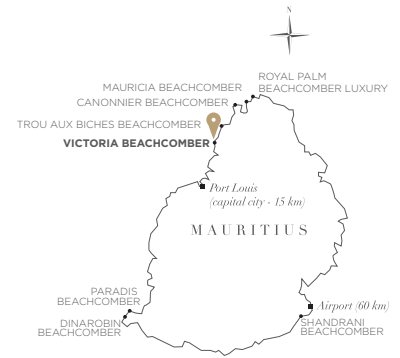 N
ROYAL PALM
BEACHCOMBER LUXURY
MAURICIA BEACHCOMBER
CANONNIER BEACHCOMBER
TROU AUX BICHES BEACHCOMBER
VICTORIA BEACHCOMBER
Port Louis
(capital city - 15 km)
MAURITIUS
PARADIS
BEACHCOMBER
DINAROBIN
BEACHCOMBER
Airport (60 km)
SHANDRANI
BEACHCOMBER